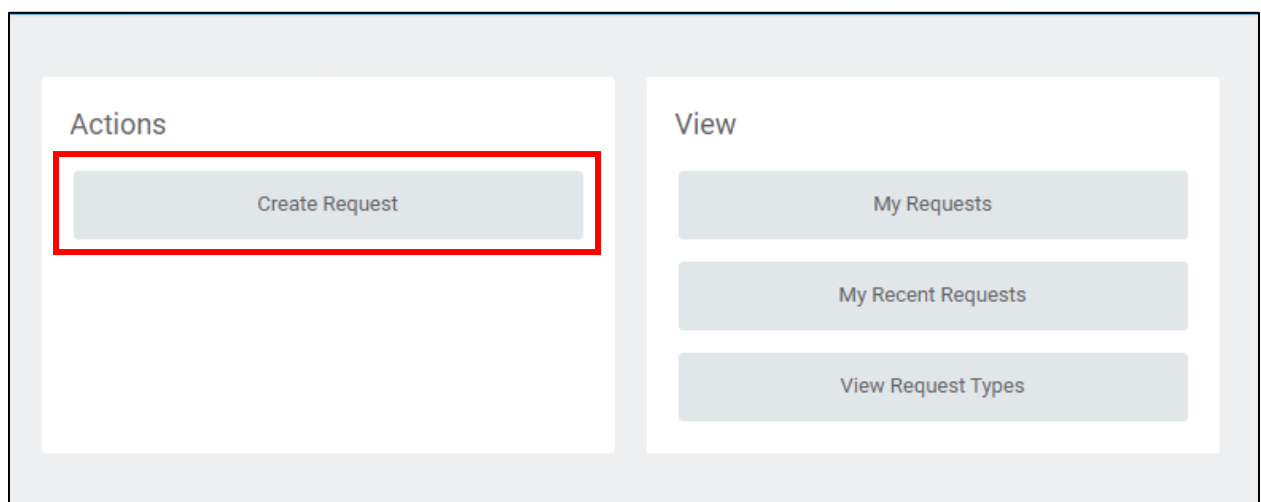 Actions
Create Request
View
My Requests
My Recent Requests
View Request Types